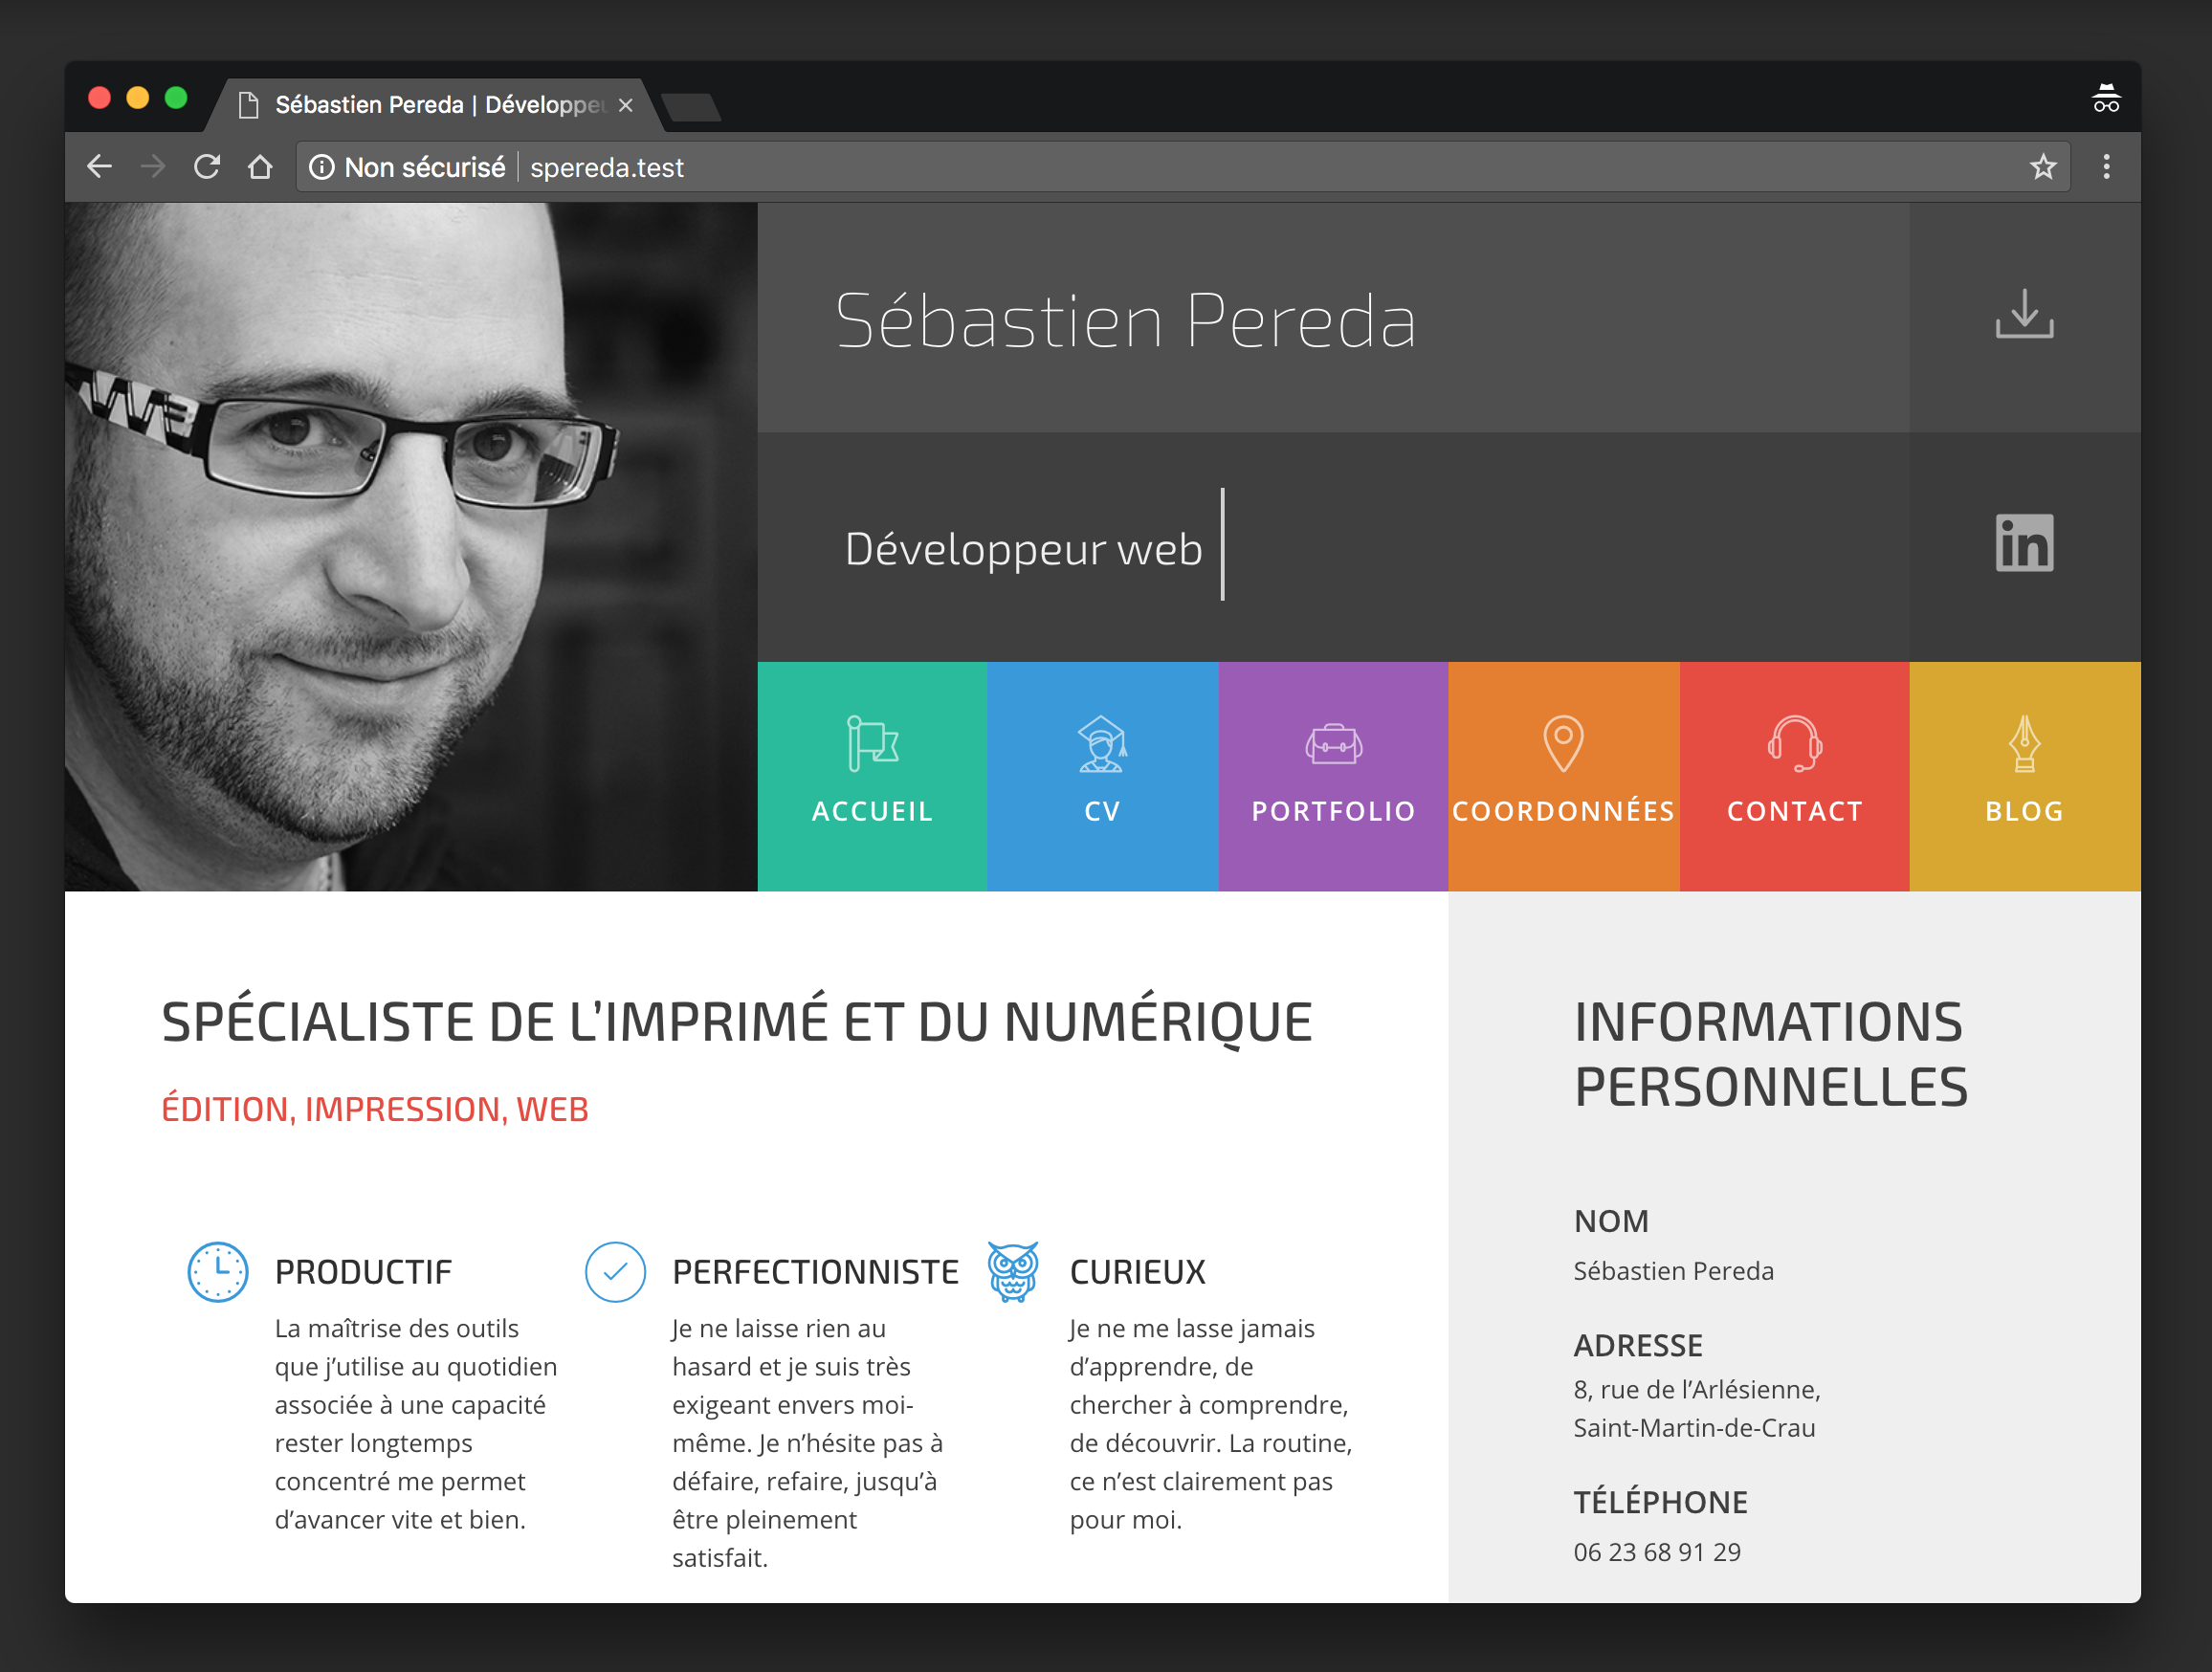 Sébastien Pereda | Développeu
Non sécurisé | spereda.test
Sébastien Pereda
Développeur web
in
ACCUEIL
CV
PORTFOLIO
COORDONNÉES
CONTACT
BLOG
SPÉCIALISTE DE L’IMPRIMÉ ET DU NUMÉRIQUE
ÉDITION, IMPRESSION, WEB
PRODUCTIF
La maîtrise des outils
que j’utilise au quotidien
associée à une capacité
rester longtemps
concentré me permet
d’avancer vite et bien.
PERFECTIONNISTE
Je ne laisse rien au
hasard et je suis très
exigeant envers moi-
même. Je n’hésite pas à
défaire, refaire, jusqu’à
être pleinement
satisfait.
CURIEUX
Je ne me lasse jamais
d’apprendre, de
chercher à comprendre,
de découvrir. La routine,
ce n’est clairement pas
pour moi.
INFORMATIONS
PERSONNELLES
NOM
Sébastien Pereda
ADRESSE
8, rue de l’Arlésienne,
Saint-Martin-de-Crau
TÉLÉPHONE
06 23 68 91 29